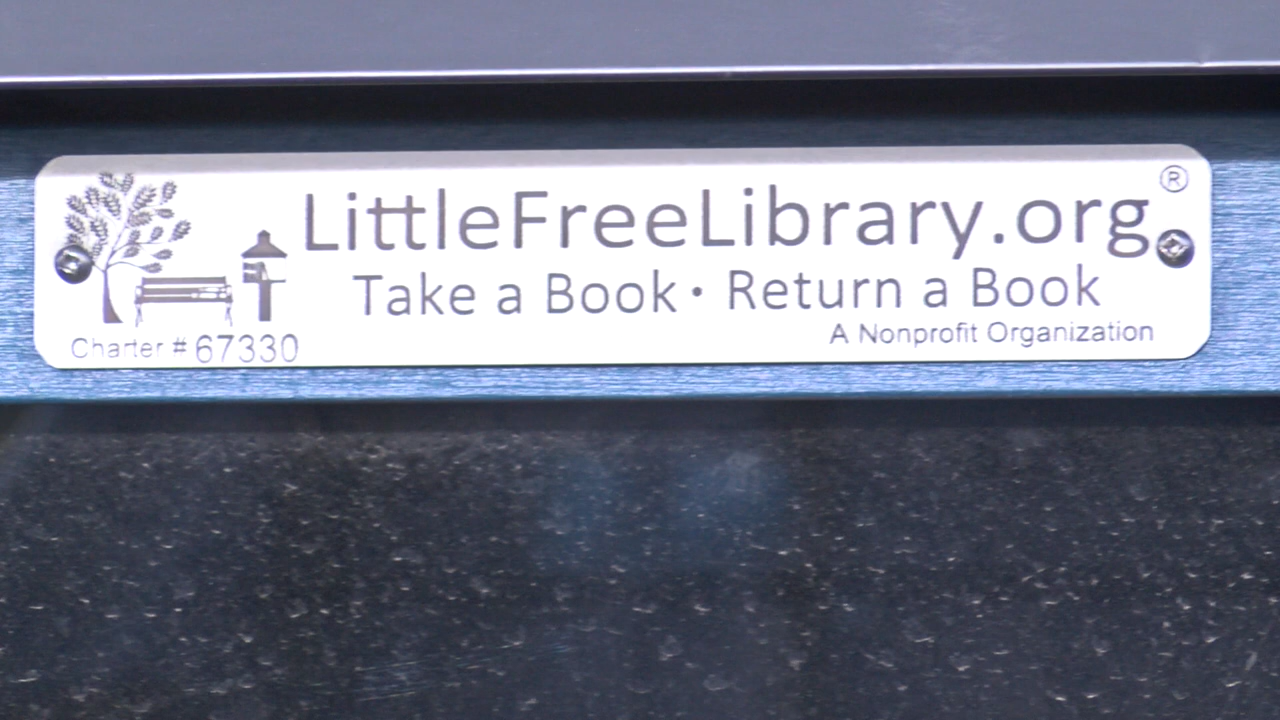 LittleFreeLibrary.org®
Take a Book • Return a Book
A Nonprofit Organization
Charter # 67330